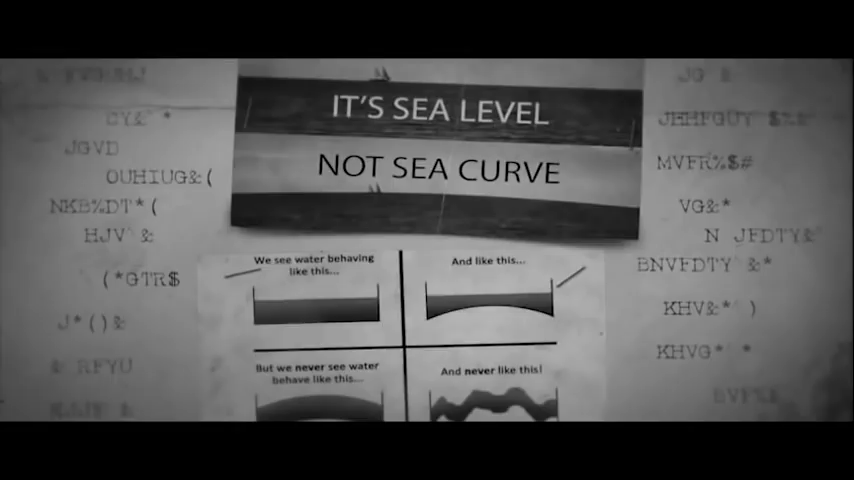 IT'S SEA LEVEL
NOT SEA CURVE
CY& *
JGVD
OUHIUG&(
NKB%DT*(
HJV &
(*GTR$
J*()&
& RFYU
JG &
JHHFGUY $%&
MVFR%$#
VG&*
N JFDTY&
BNVFDTY &*
KHV&* )
KHVG* *
We see water behaving
like this...
And like this...
But we never see water
behave like this...
And never like this!